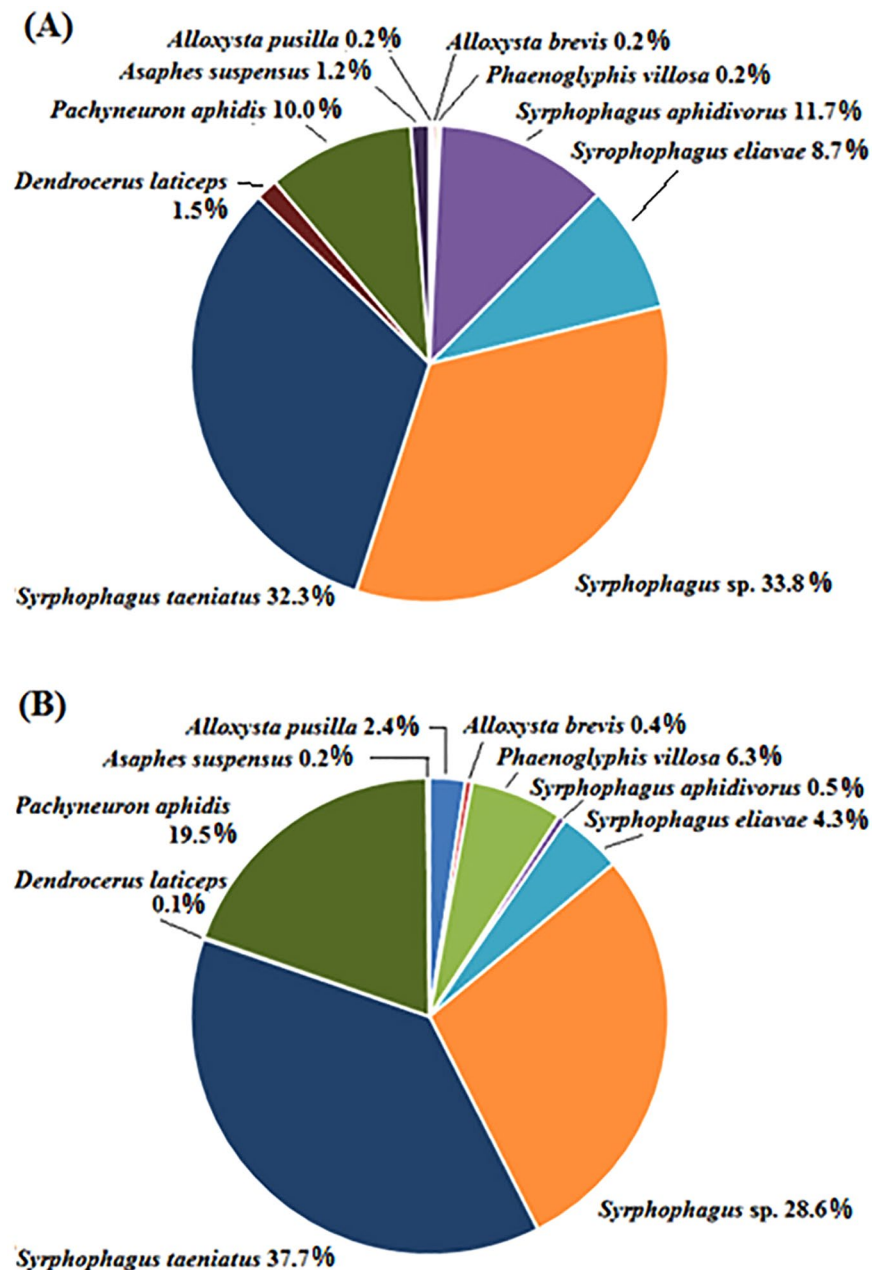 (A)
Alloxysta pusilla 0.2%
Alloxysta brevis 0.2%
Asaphes suspensus 1.2%
Phaenoglyphis villosa 0.2%
Pachyneuron aphidis 10.0%
Syrphophagus aphidivorus 11.7%
Syrophophagus eliavae 8.7%
Dendrocerus laticeps
1.5%
Syrphophagus taeniatus 32.3%
Syrphophagus sp. 33.8%
(B)
Alloxysta pusilla 2.4%
Alloxysta brevis 0.4%
Asaphes suspensus 0.2%
Phaenoglyphis villosa 6.3%
Syrphophagus aphidivorus 0.5%
Pachyneuron aphidis
19.5%
Syrphophagus eliavae 4.3%
Dendrocerus laticeps
0.1%
Syrphophagus sp. 28.6%
Syrphophagus taeniatus 37.7%